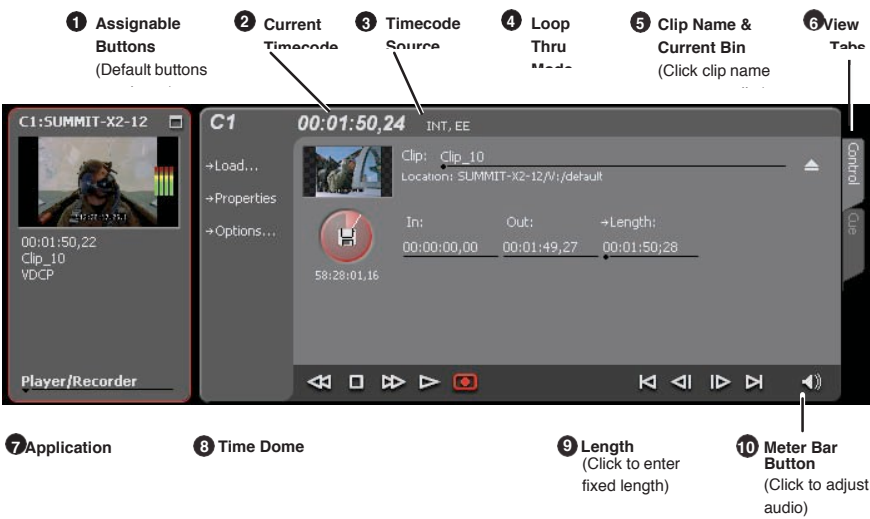 1 Assignable Buttons
(Default buttons
2 Current
Timecode
3 Timecode
Source
4 Loop
Thru
Mode
5 Clip Name &
Current Bin
(Click clip name
6 View
Tabs
C1:SUMMIT-X2-12
00:01:50,22
Clip_10
VDCP
Player/Recorder
C1
00:01:50,24
INT, EE
→Load...
→Properties
→Options...
Clip: Clip_10
Location: SUMMIT-X2-12/V:/default
In: Out: →Length:
00:00:00,00 00:01:49,27 00:01:50;28
58:28:01,16
Control
Cue
7 Application
8 Time Dome
9 Length
(Click to enter
fixed length)
10 Meter Bar
Button
(Click to adjust
audio)